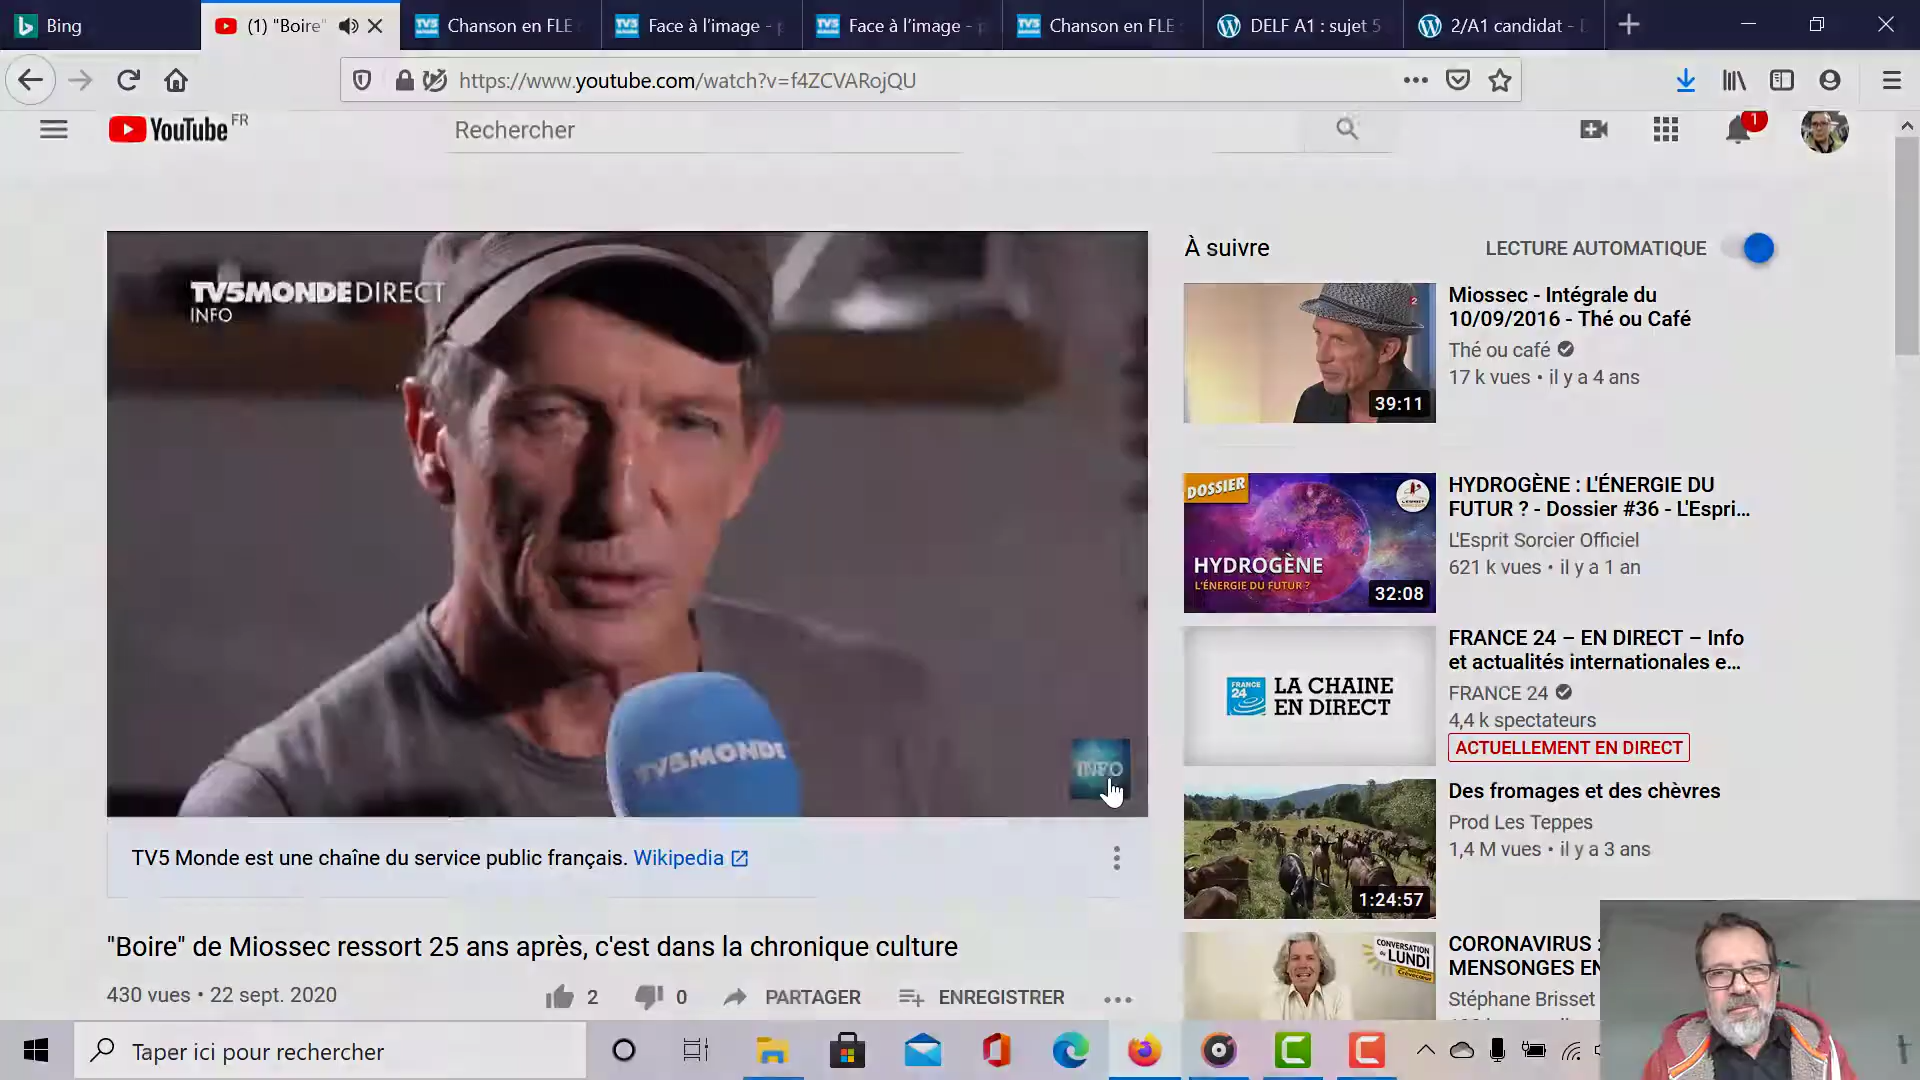 Bing
(1) "Boire"
Chanson en FLE
Face à l'image - p
Face à l'image - p
Chanson en FLE
DELF A1 : sujet 5
2/A1 candidat - D
https://www.youtube.com/watch?v=f4ZCVARojQU
YouTube FR
Rechercher
1
TV5MONDE DIRECT
INFO
TV5MONDE
INFO
TV5 Monde est une chaîne du service public français. Wikipedia
"Boire" de Miossec ressort 25 ans après, c'est dans la chronique culture
430 vues • 22 sept. 2020
2
0
PARTAGER
ENREGISTRER
À suivre
LECTURE AUTOMATIQUE
39:11
Miossec - Intégrale du
10/09/2016 - Thé ou Café
Thé ou café
17 k vues • il y a 4 ans
DOSSIER
HYDROGÈNE
L'ÉNERGIE DU FUTUR ?
32:08
HYDROGÈNE : L'ÉNERGIE DU
FUTUR ? - Dossier #36 - L'Espri...
L'Esprit Sorcier Officiel
621 k vues • il y a 1 an
FRANCE 24
LA CHAINE
EN DIRECT
FRANCE 24 – EN DIRECT – Info
et actualités internationales e...
FRANCE 24
4,4 k spectateurs
ACTUELLEMENT EN DIRECT
1:24:57
Des fromages et des chèvres
Prod Les Teppes
1,4 M vues • il y a 3 ans
CONVERSATION
LUNDI
CORONAVIRUS :
MENSONGES EN
Stéphane Brisset
Taper ici pour rechercher